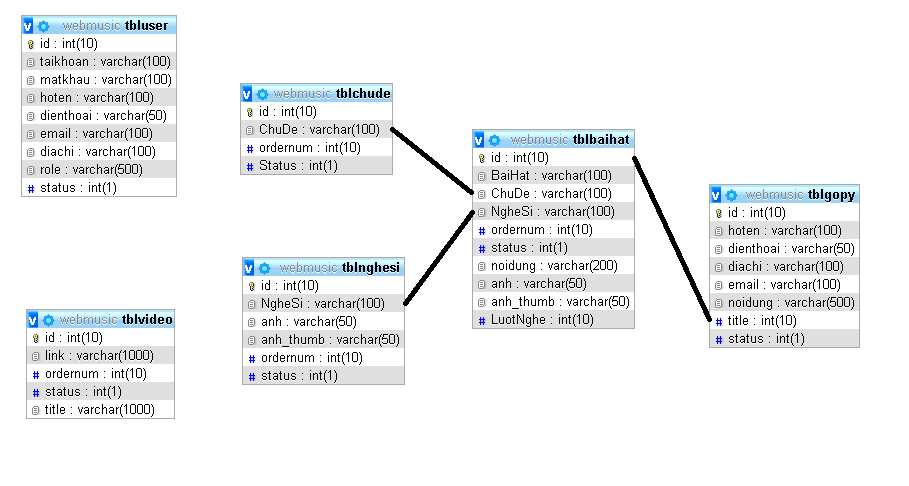 webmusic tbluser
id : int(10)
taikhoan : varchar(100)
matkhau : varchar(100)
hoten : varchar(100)
dienthoai : varchar(50)
email : varchar(100)
diachi : varchar(100)
role : varchar(500)
# status : int(1)
webmusic tblvideo
id : int(10)
link : varchar(1000)
# ordernum : int(10)
# status : int(1)
title : varchar(1000)
webmusic tblchude
id : int(10)
ChuDe : varchar(100)
# ordernum : int(10)
# Status : int(1)
webmusic tblnghesi
id : int(10)
NgheSi : varchar(100)
anh : varchar(50)
anh_thumb : varchar(50)
# ordernum : int(10)
# status : int(1)
webmusic tblbaihat
id : int(10)
BaiHat : varchar(100)
ChuDe : varchar(100)
NgheSi : varchar(100)
# ordernum : int(10)
# status : int(1)
noidung : varchar(200)
anh : varchar(50)
anh_thumb : varchar(50)
# LuotNghe : int(10)
webmusic tblgopy
id : int(10)
hoten : varchar(100)
dienthoai : varchar(50)
diachi : varchar(100)
email : varchar(100)
noidung : varchar(500)
# title : int(10)
# status : int(1)